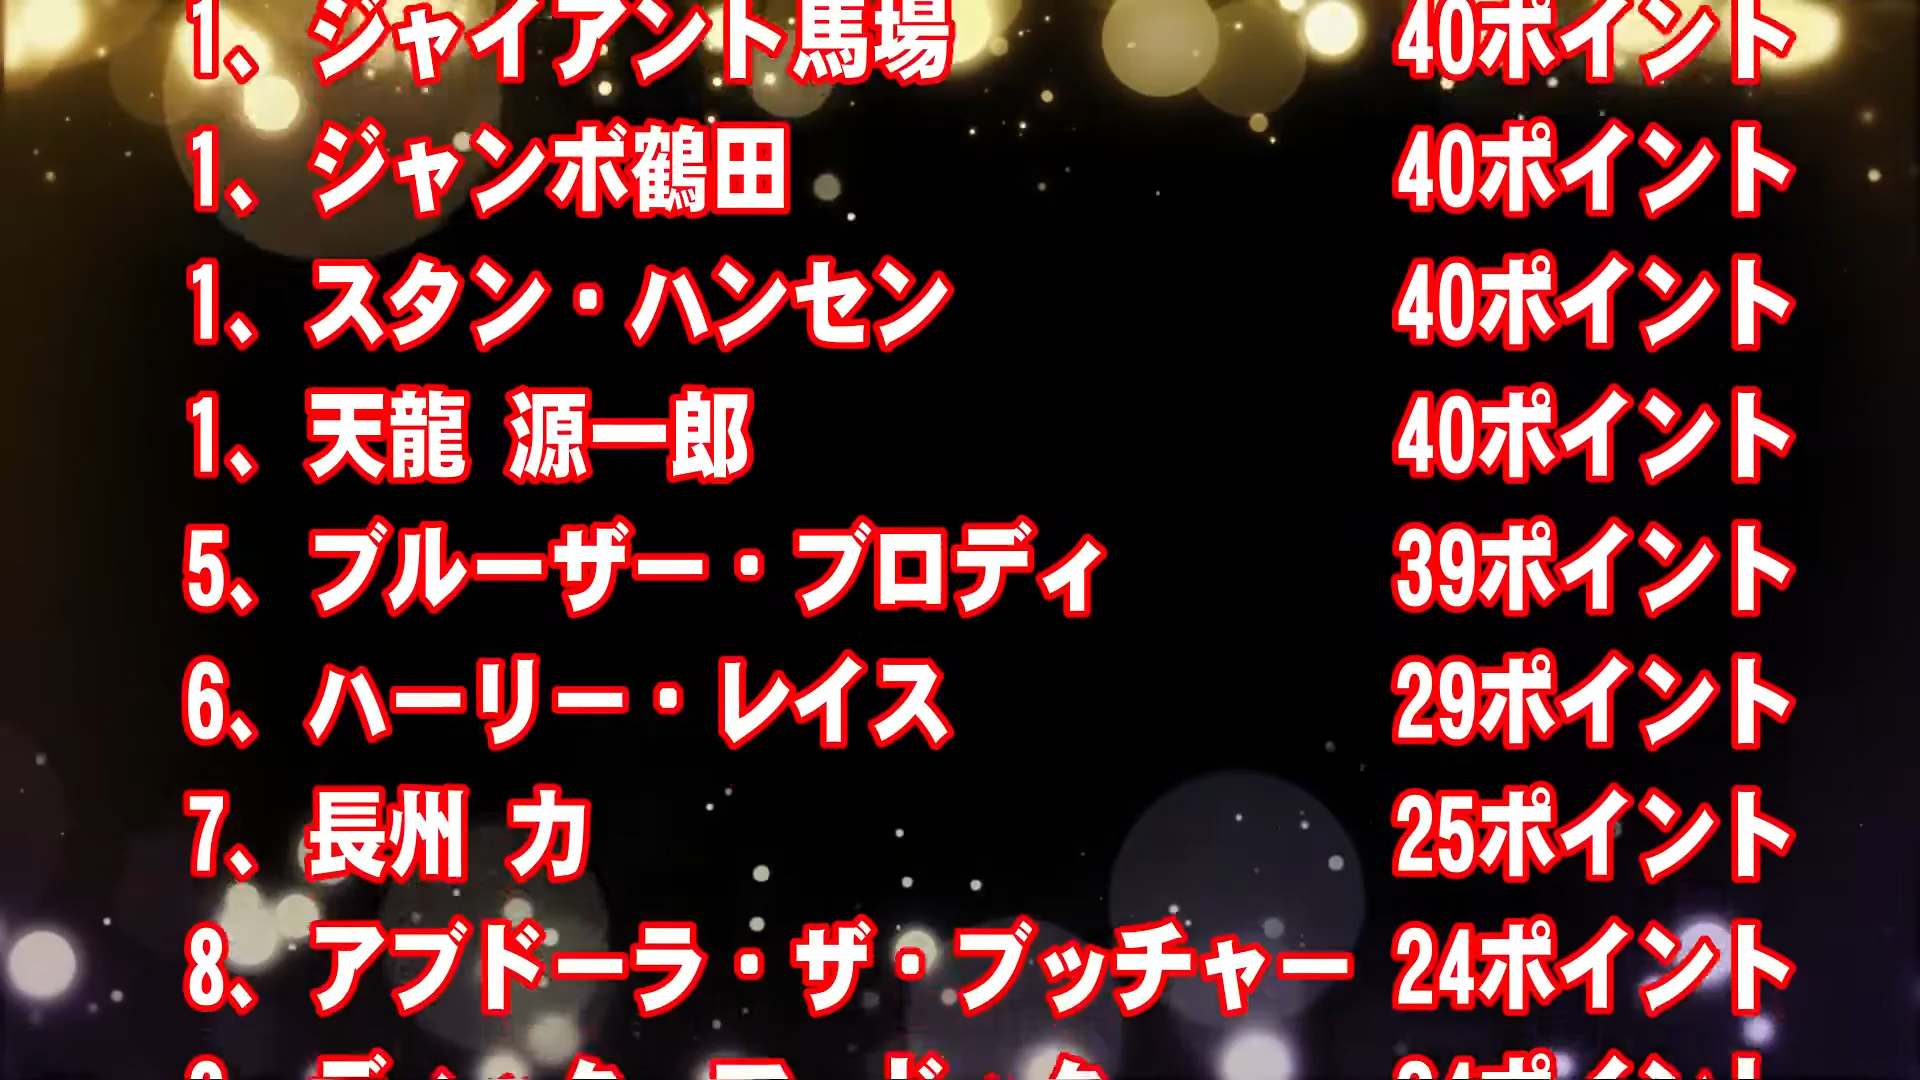 1、ジャイアント馬場 40ポイント
1、ジャンボ鶴田 40ポイント
1、スタン・ハンセン 40ポイント
1、天龍 源一郎 40ポイント
5、ブルーザー・ブロディ 39ポイント
6、ハーリー・レイス 29ポイント
7、長州 力 25ポイント
8、アブドーラ・ザ・ブッチャー 24ポイント